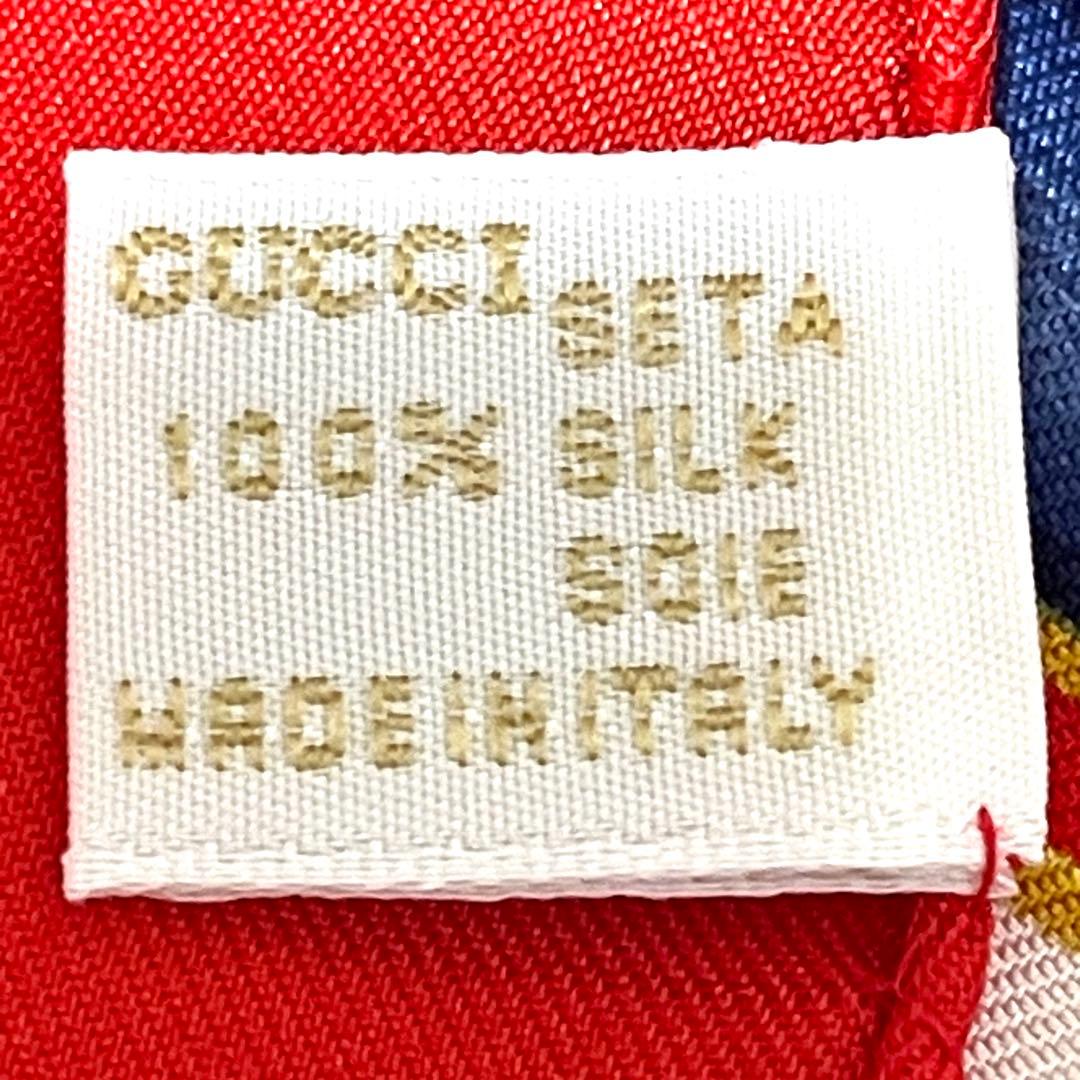 GUCCI
SETA
100% SILK
SOIE
MADE IN ITALY